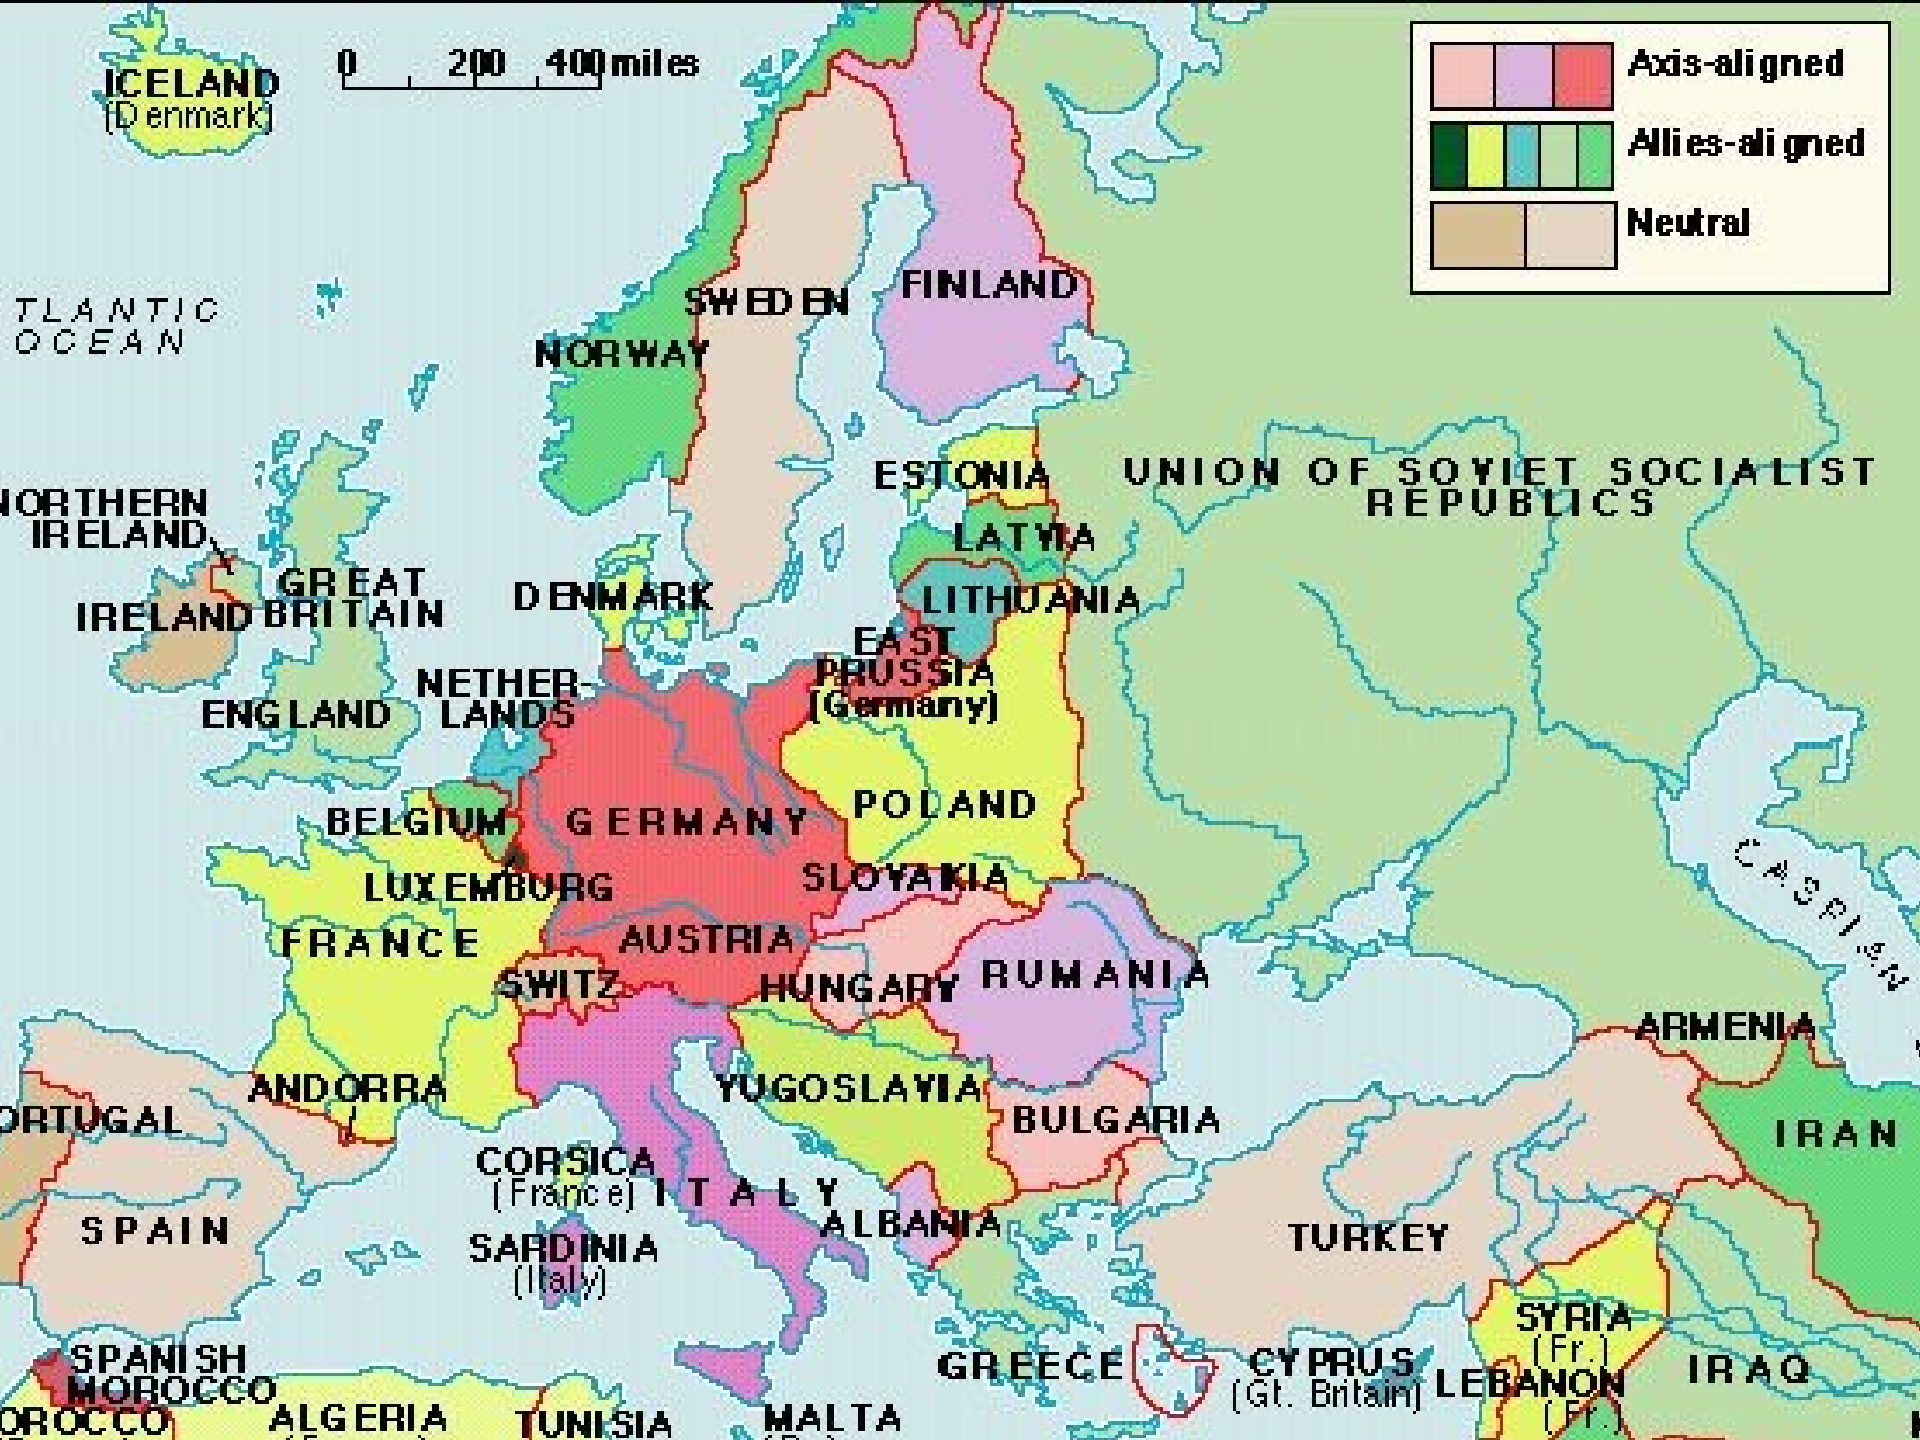 ICELAND
(Denmark)
0 200 400 miles
Axis-aligned
Allies-aligned
Neutral
TLANTIC
OCEAN
SWEDEN
FINLAND
NORWAY
ESTONIA
UNION OF SOVIET SOCIALIST
REPUBLICS
NORTHERN
IRELAND
LATVIA
GREAT
BRITAIN
IRELAND
DENMARK
LITHUANIA
EAST
PRUSSIA
(Germany)
NETHER-
LANDS
ENGLAND
POLAND
BELGIUM
GERMANY
SLOVAKIA
LUXEMBURG
CASPIAN
FRANCE
AUSTRIA
SWITZ
HUNGARY
RUMANIA
ARMENIA
ANDORRA
YUGOSLAVIA
ORTUGAL
BULGARIA
IRAN
CORSICA
(France)
ITALY
SPAIN
ALBANIA
SARDINIA
(Italy)
TURKEY
SYRIA
(Fr.)
SPANISH
MOROCCO
GREECE
CYPRUS
(Gt. Britain)
LEBANON
(Fr.)
IRAQ
OROCCO
ALGERIA
TUNISIA
MALTA